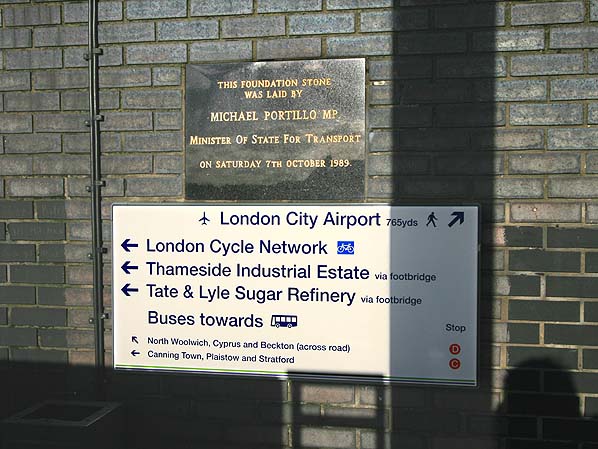 THIS FOUNDATION STONE
WAS LAID BY
MICHAEL PORTILLO MP.
MINISTER OF STATE FOR TRANSPORT
ON SATURDAY 7TH OCTOBER 1989.
London City Airport 765yds
London Cycle Network
Thameside Industrial Estate via footbridge
Tate & Lyle Sugar Refinery via footbridge
Buses towards
Stop
North Woolwich, Cyprus and Beckton (across road) D
Canning Town, Plaistow and Stratford C